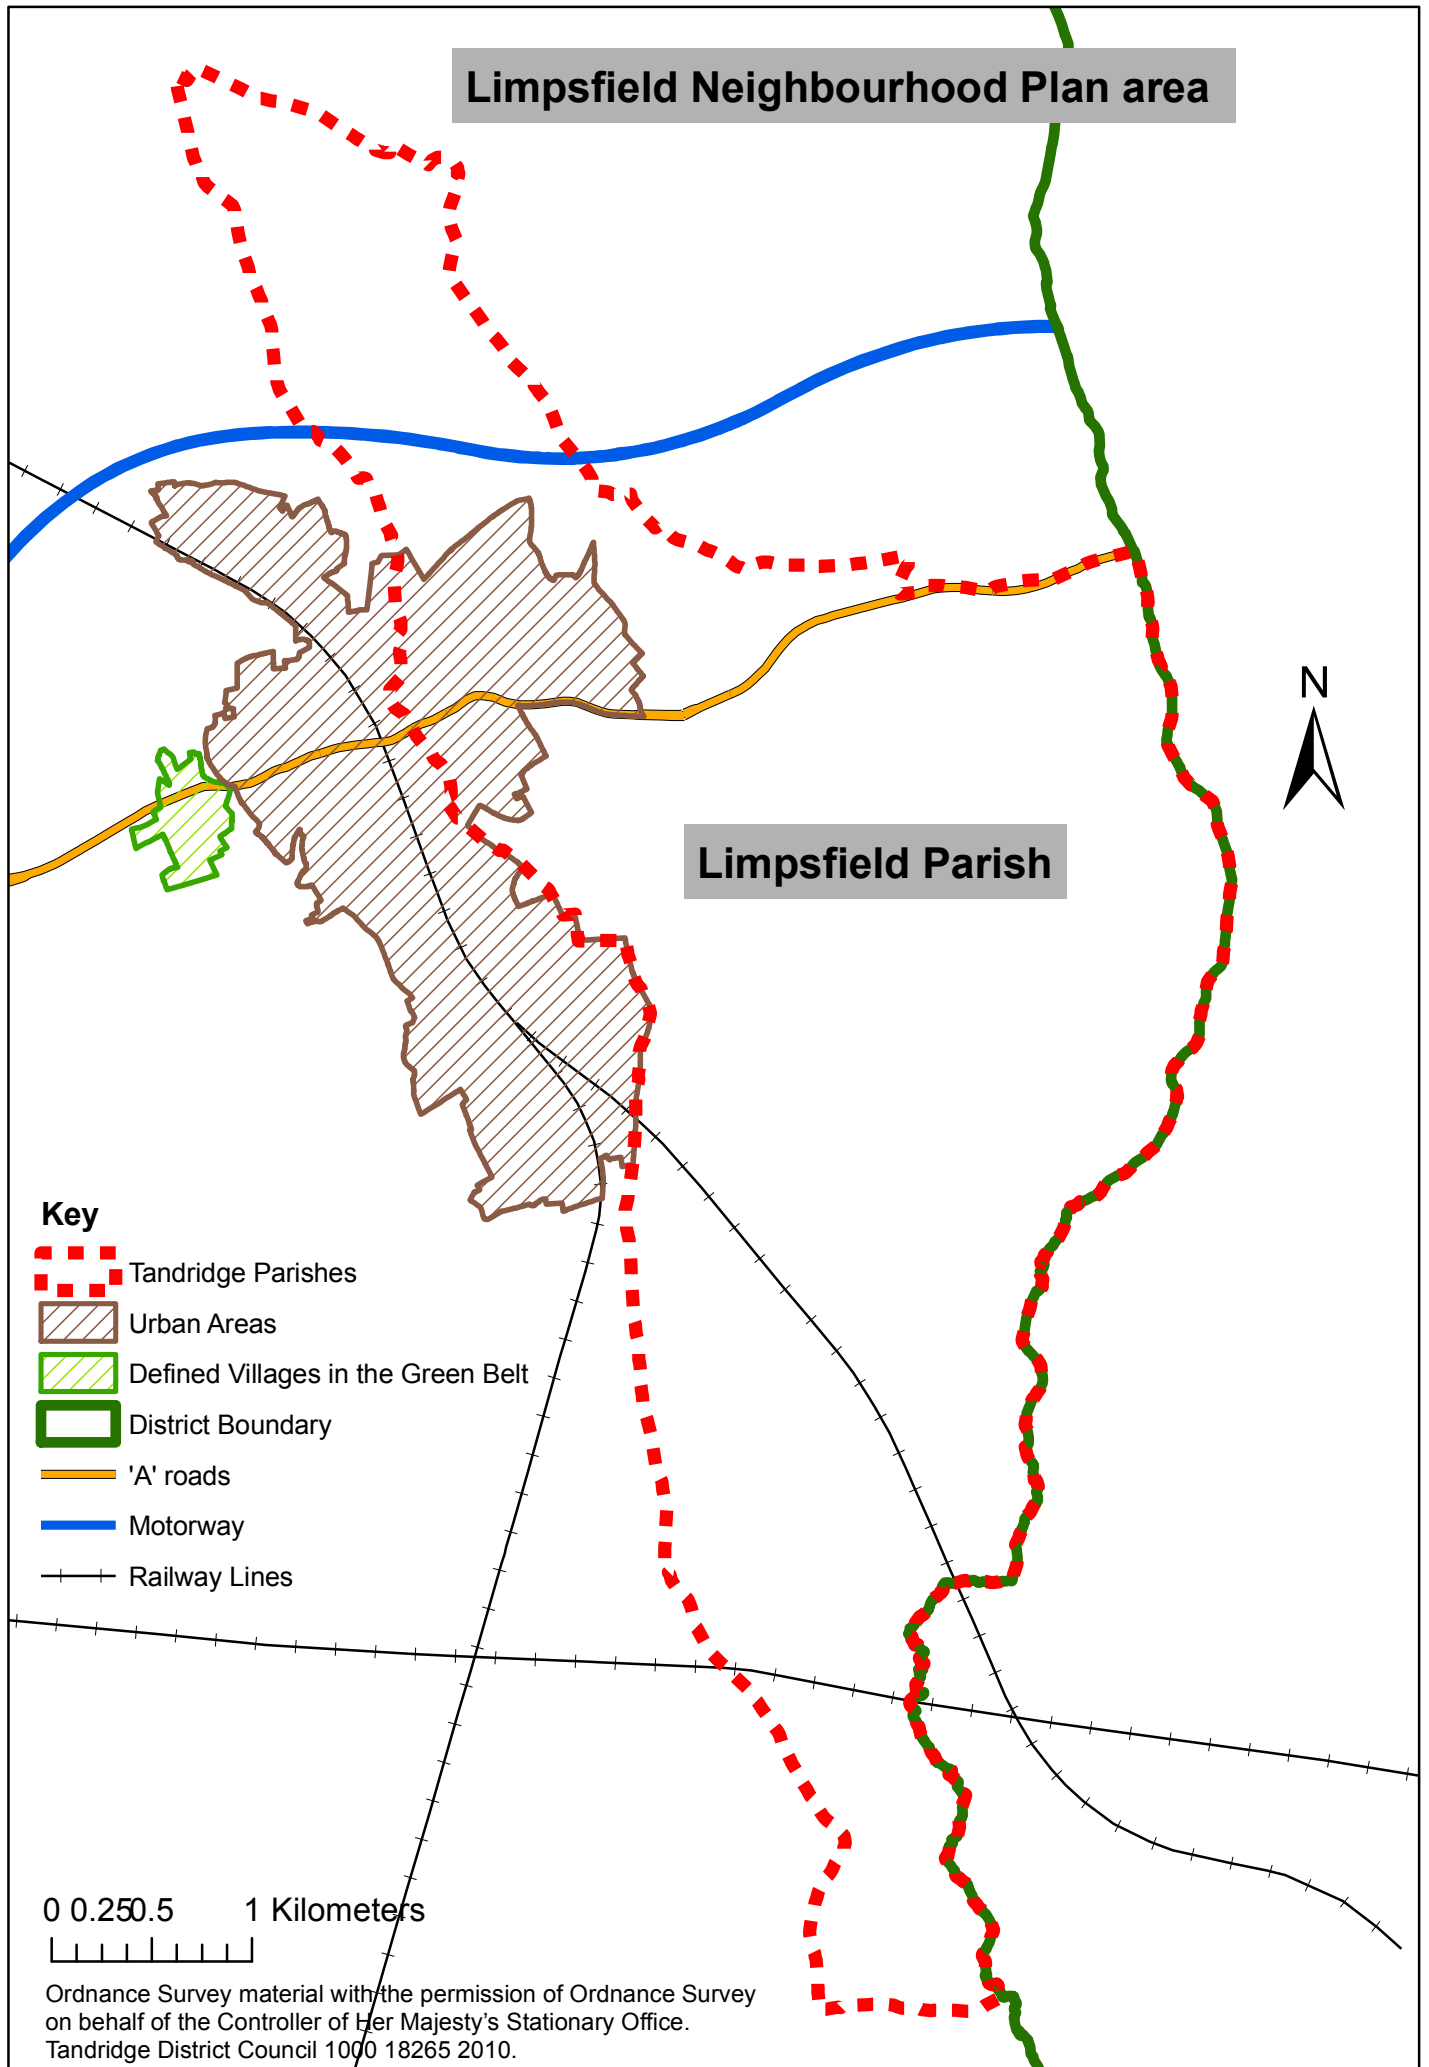 Limpsfield Neighbourhood Plan area
N
Limpsfield Parish
Key
Tandridge Parishes
Urban Areas
Defined Villages in the Green Belt
District Boundary
'A' roads
Motorway
Railway Lines
0 0.25 0.5 1 Kilometers
Ordnance Survey material with the permission of Ordnance Survey
on behalf of the Controller of Her Majesty's Stationary Office.
Tandridge District Council 1000 18265 2010.